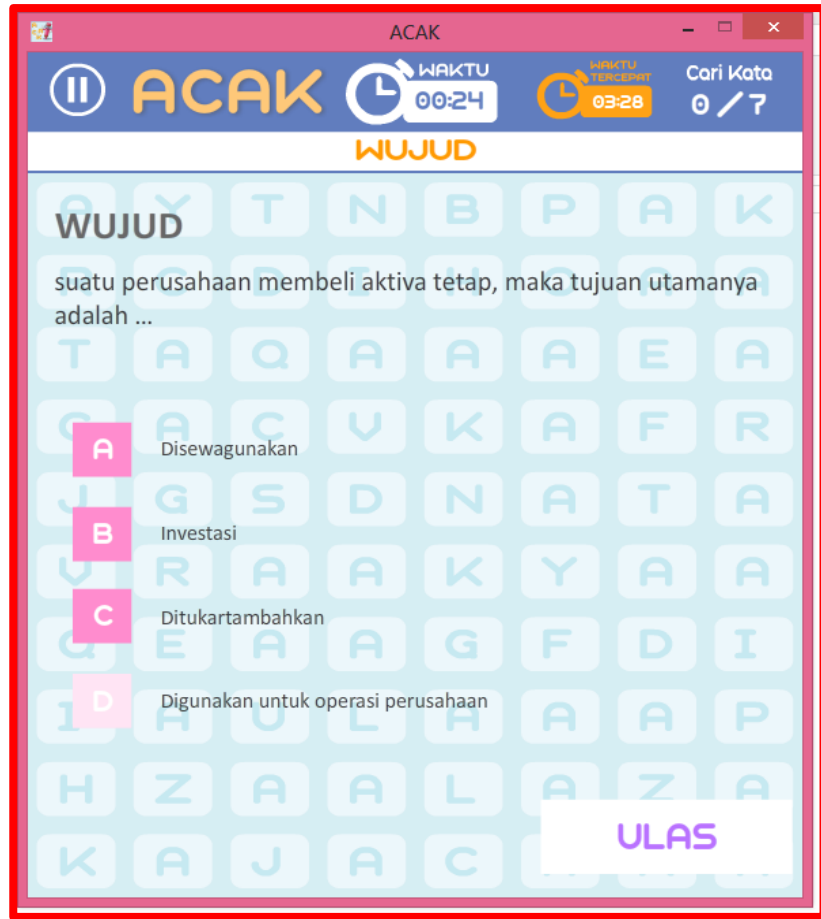 ACAK
ACAK
WAKTU
00:24
WAKTU
TERCEPAT
03:28
Cari Kata
0/7
WUJUD
T N B P A K
WUJUD
suatu perusahaan membeli aktiva tetap, maka tujuan utamanya
adalah ...
T A Q A A A E A
G A C V K A F R
A Disewagunakan
J G S D N A T A
B Investasi
V R A A K Y A A
C Ditukartambahkan
Q E A A G F D I
D Digunakan untuk operasi perusahaan
I A U L A A A P
H Z A A L A Z A
ULAS
K A J A C